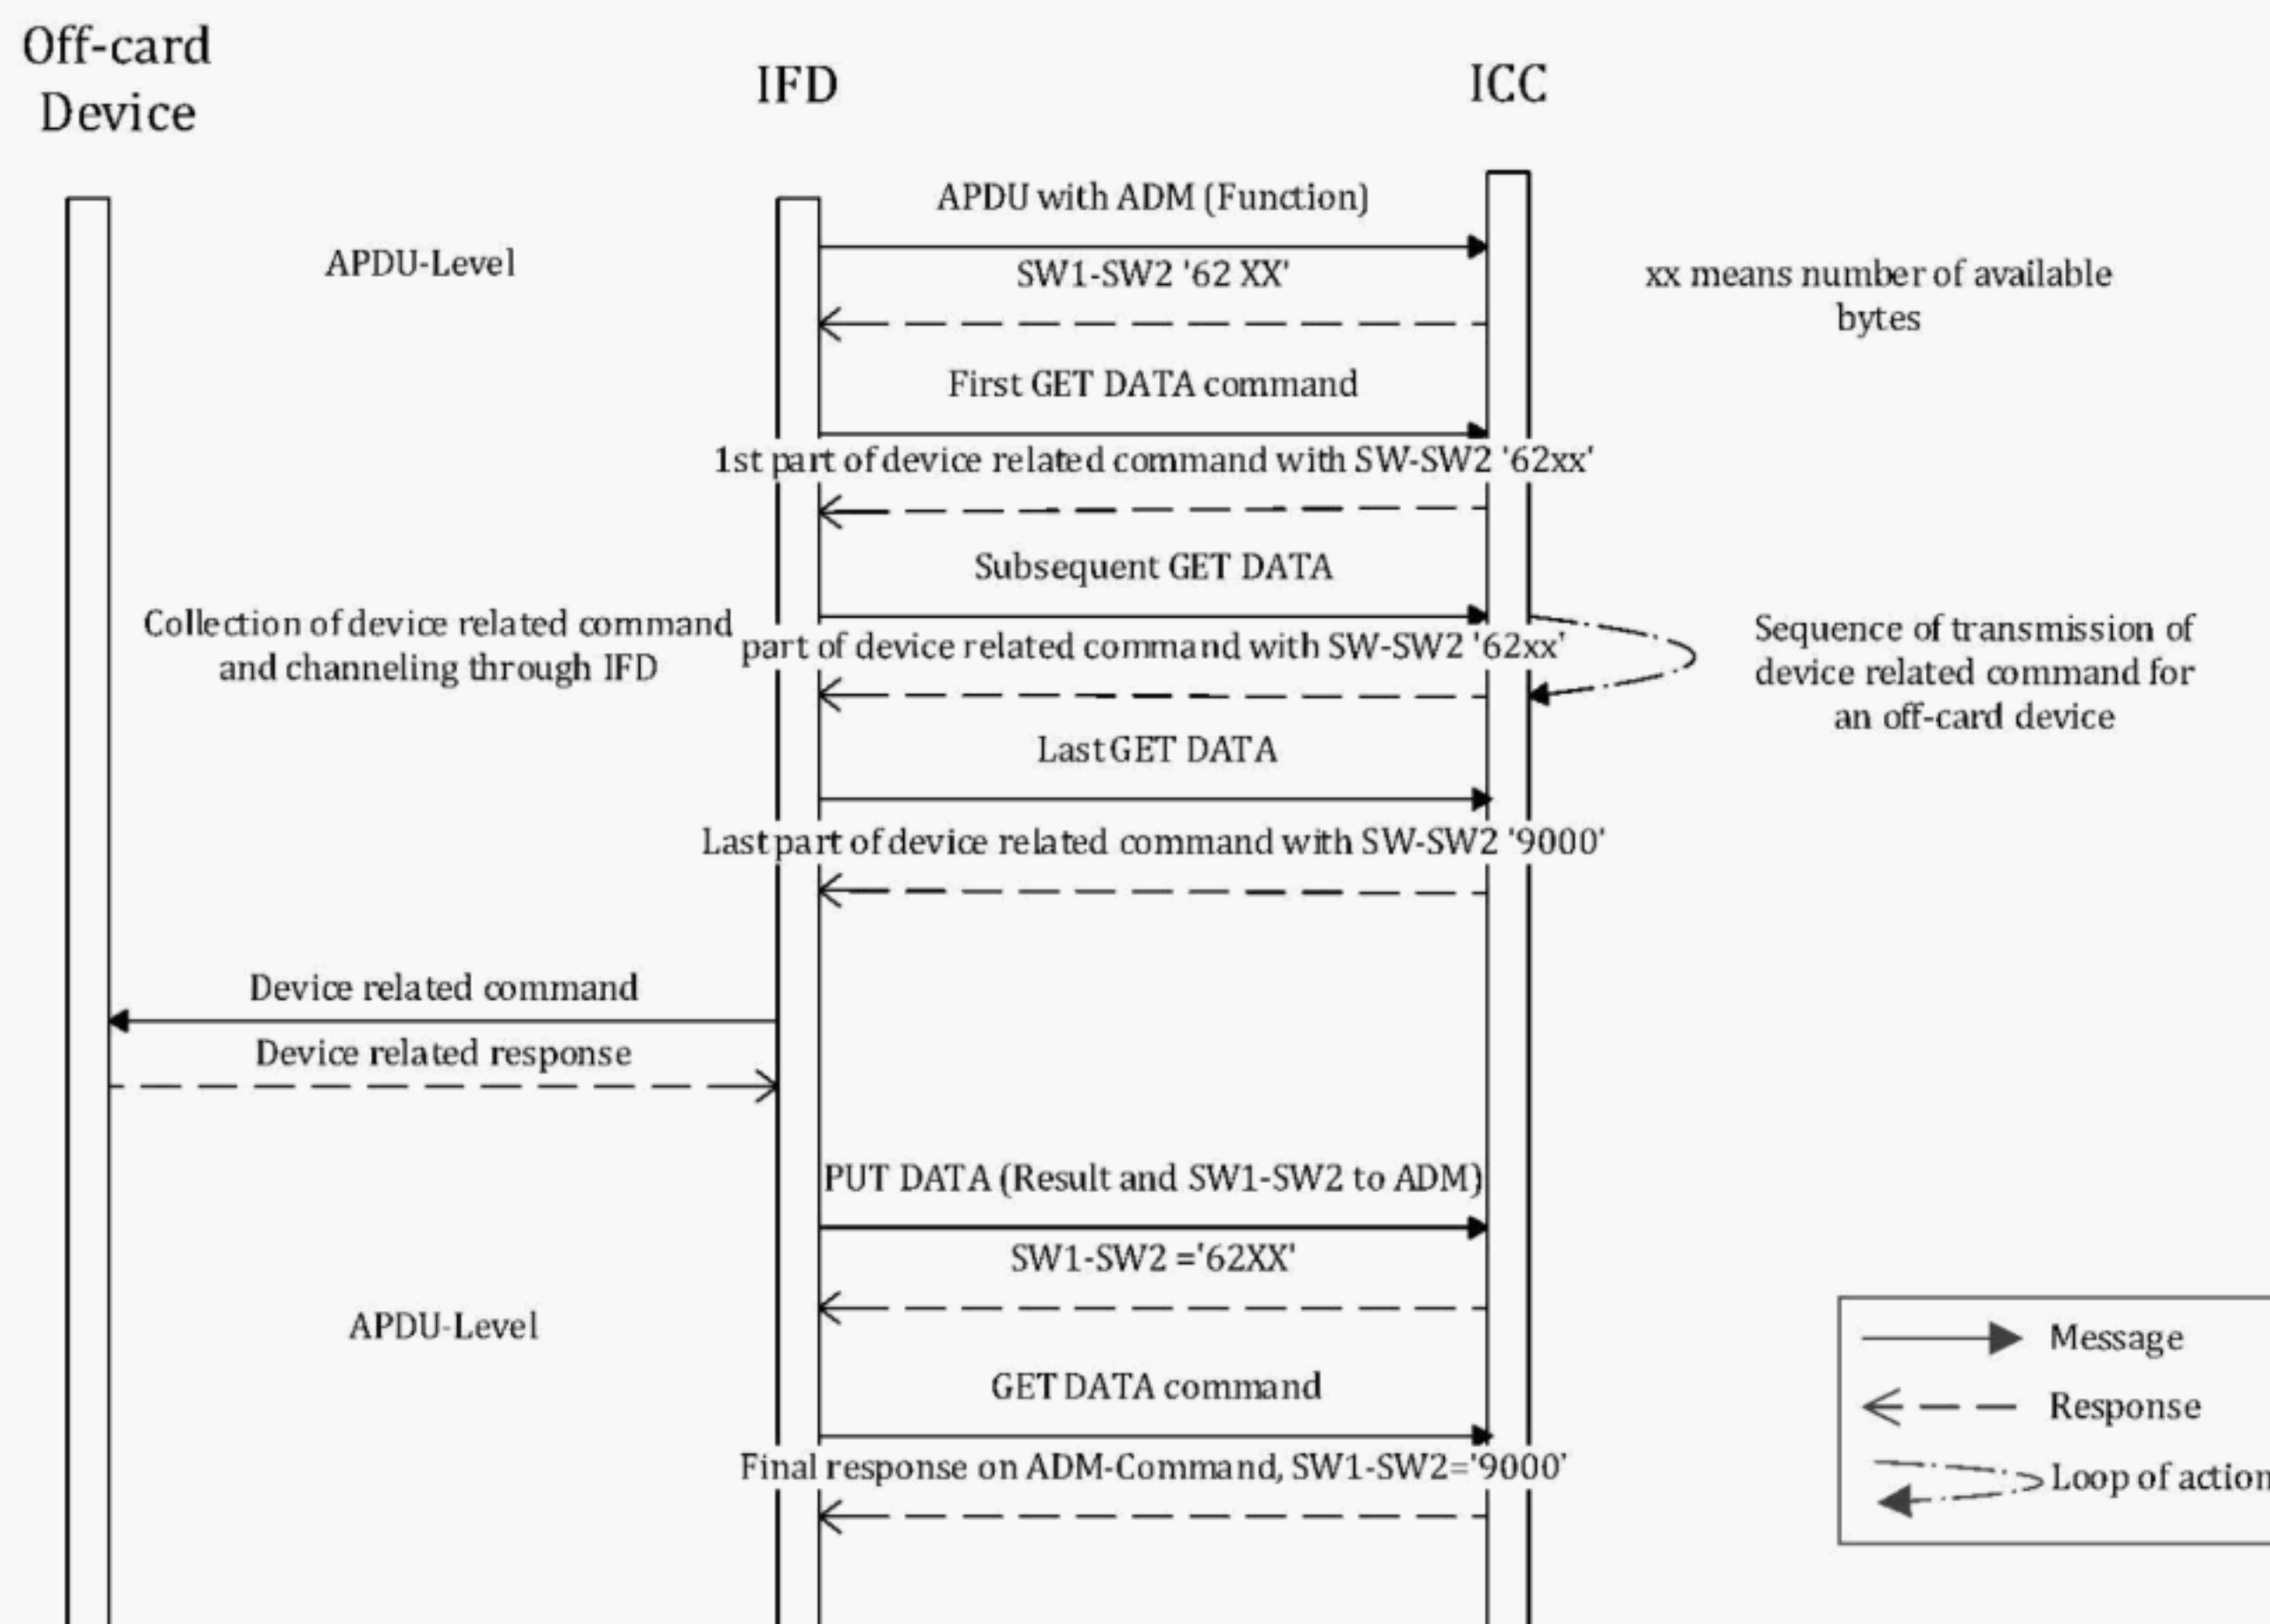 Off-card
Device
IFD
ICC
APDU with ADM (Function)
APDU-Level
SW1-SW2 '62 XX'
xx means number of available
bytes
First GET DATA command
1st part of device related command with SW-SW2 '62xx'
Subsequent GET DATA
Collection of device related command
and channeling through IFD
part of device related command with SW-SW2 '62xx'
Sequence of transmission of
device related command for
an off-card device
Last GET DATA
Last part of device related command with SW-SW2 '9000'
Device related command
Device related response
PUT DATA (Result and SW1-SW2 to ADM)
SW1-SW2 ='62XX'
APDU-Level
GET DATA command
Final response on ADM-Command, SW1-SW2='9000'
Message
Response
Loop of action